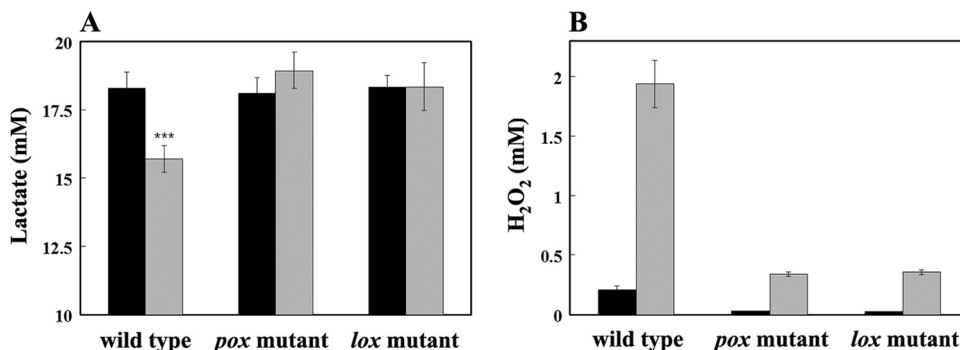 A
Lactate (mM)
20
17.5
15
12.5
10
***
wild type pox mutant lox mutant
B
H₂O₂ (mM)
2
1.5
1
0.5
0
wild type pox mutant lox mutant